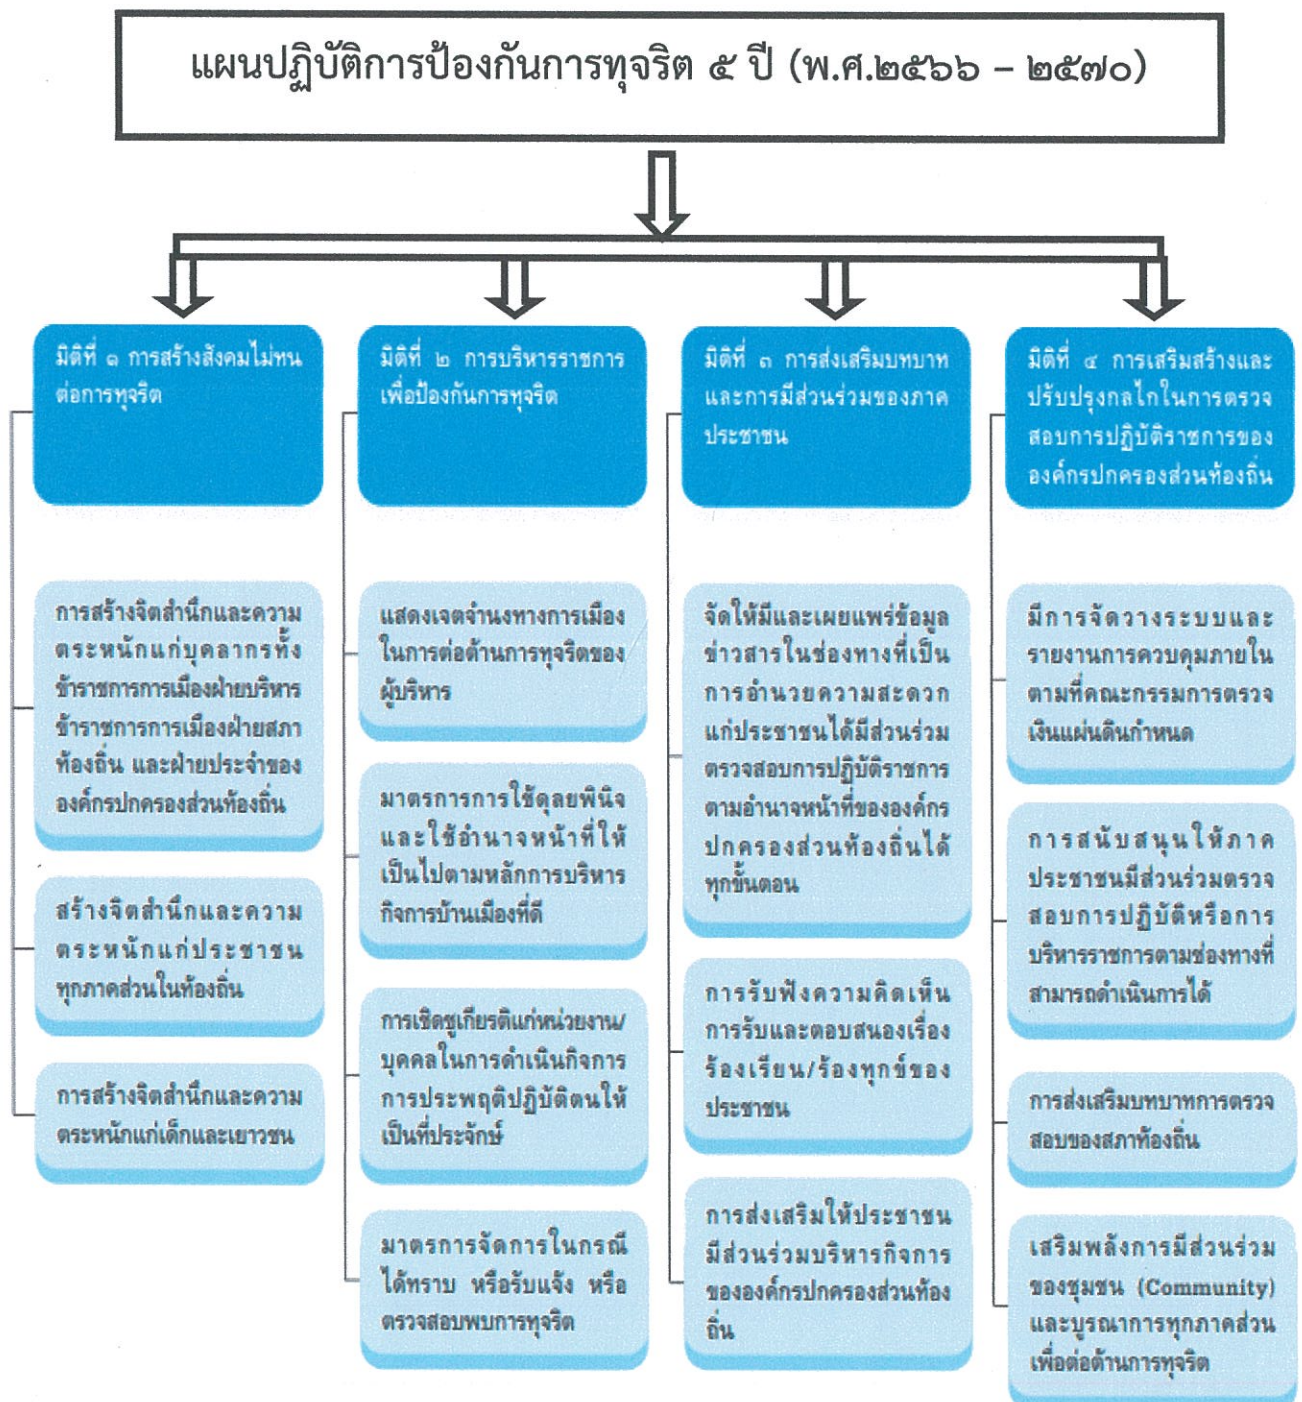 แผนปฏิบัติการป้องกันการทุจริต ๕ ปี (พ.ศ.๒๕๖๖ – ๒๕๗๐)
มิติที่ ๑ การสร้างสังคมไม่ทน
ต่อการทุจริต
การสร้างจิตสำนึกและความ
ตระหนักแก่บุคลากรทั้ง
ข้าราชการการเมืองฝ่ายบริหาร
ข้าราชการการเมืองฝ่ายสภา
ท้องถิ่น และฝ่ายประจำของ
องค์กรปกครองส่วนท้องถิ่น
สร้างจิตสำนึกและความ
ตระหนักแก่ประชาชน
ทุกภาคส่วนในท้องถิ่น
การสร้างจิตสำนึกและความ
ตระหนักแก่เด็กและเยาวชน
มิติที่ ๒ การบริหารราชการ
เพื่อป้องกันการทุจริต
แสดงเจตจำนงทางการเมือง
ในการต่อต้านการทุจริตของ
ผู้บริหาร
มาตรการการใช้ดุลยพินิจ
และใช้อำนาจหน้าที่ให้
เป็นไปตามหลักการบริหาร
กิจการบ้านเมืองที่ดี
การเชิดชูเกียรติแก่หน่วยงาน/
บุคคลในการดำเนินกิจการ
การประพฤติปฏิบัติตนให้
เป็นที่ประจักษ์
มาตรการจัดการในกรณี
ได้ทราบ หรือรับแจ้ง หรือ
ตรวจสอบพบการทุจริต
มิติที่ ๓ การส่งเสริมบทบาท
และการมีส่วนร่วมของภาค
ประชาชน
จัดให้มีและเผยแพร่ข้อมูล
ข่าวสารในช่องทางที่เป็น
การอำนวยความสะดวก
แก่ประชาชนได้มีส่วนร่วม
ตรวจสอบการปฏิบัติราชการ
ตามอำนาจหน้าที่ขององค์กร
ปกครองส่วนท้องถิ่นได้
ทุกขั้นตอน
การรับฟังความคิดเห็น
การรับและตอบสนองเรื่อง
ร้องเรียน/ร้องทุกข์ของ
ประชาชน
การส่งเสริมให้ประชาชน
มีส่วนร่วมบริหารกิจการ
ขององค์กรปกครองส่วนท้อง
ถิ่น
มิติที่ ๔ การเสริมสร้างและ
ปรับปรุงกลไกในการตรวจ
สอบการปฏิบัติราชการของ
องค์กรปกครองส่วนท้องถิ่น
มีการจัดวางระบบและ
รายงานการควบคุมภายใน
ตามที่คณะกรรมการตรวจ
เงินแผ่นดินกำหนด
การสนับสนุนให้ภาค
ประชาชนมีส่วนร่วมตรวจ
สอบการปฏิบัติหรือการ
บริหารราชการตามช่องทางที่
สามารถดำเนินการได้
การส่งเสริมบทบาทการตรวจ
สอบของสภาท้องถิ่น
เสริมพลังการมีส่วนร่วม
ของชุมชน (Community)
และบูรณาการทุกภาคส่วน
เพื่อต่อต้านการทุจริต